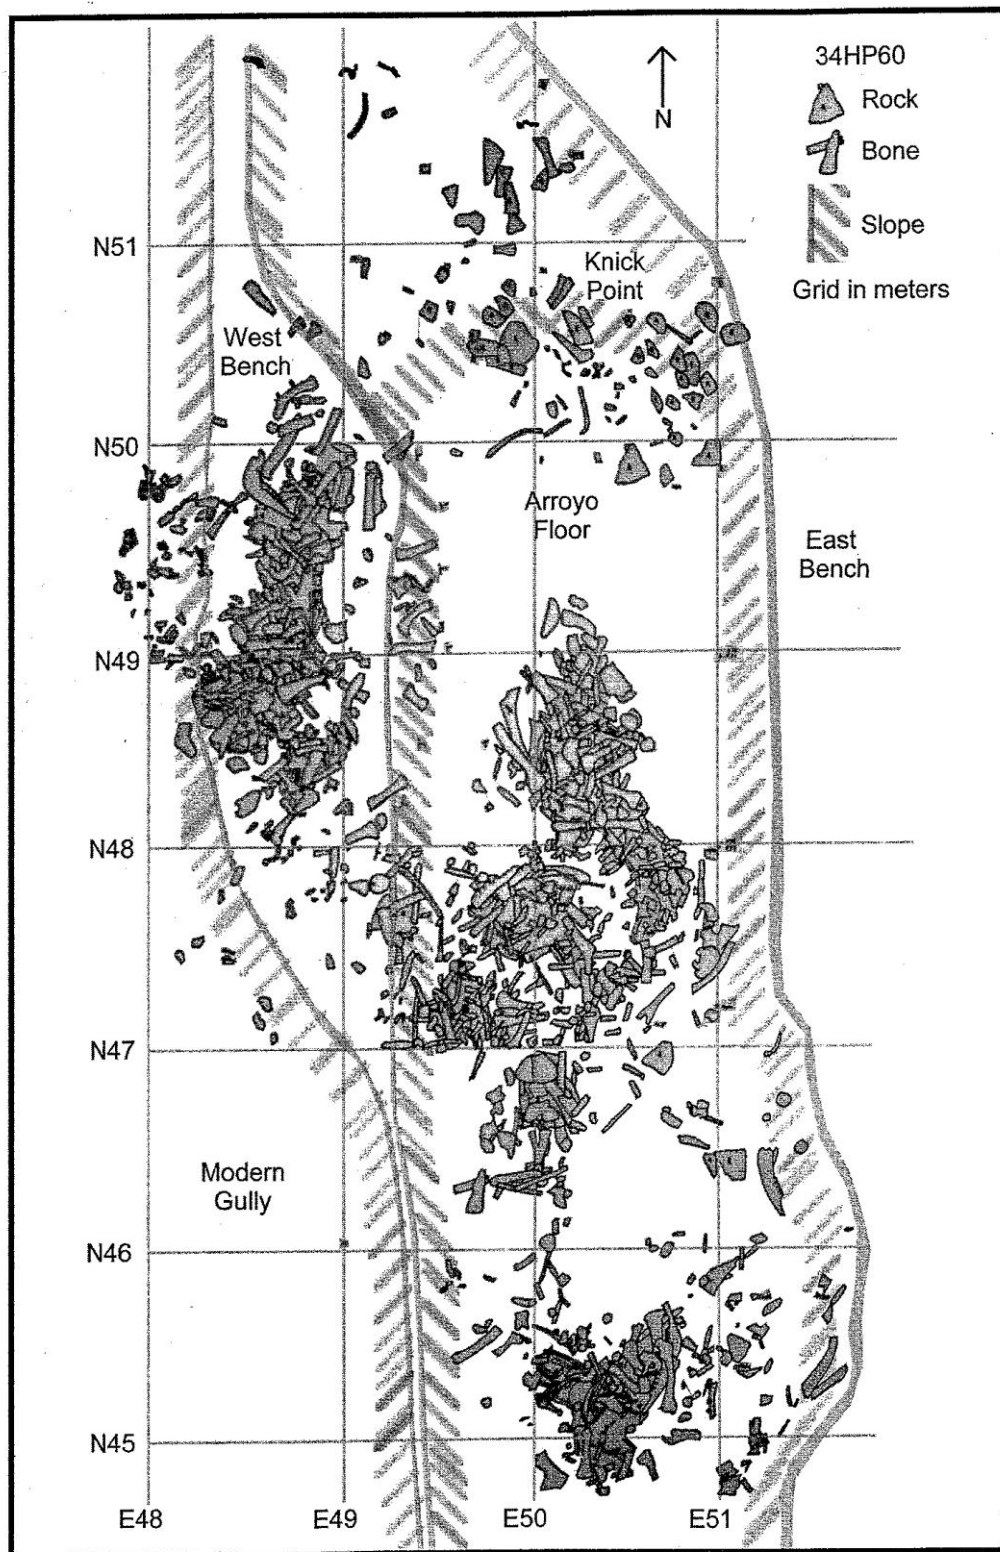 34HP60
Rock
N
Bone
Slope
N51
Knick
Point
Grid in meters
West
Bench
N50
Arroyo
Floor
East
Bench
N49
N48
N47
Modern
Gully
N46
N45
E48
E49
E50
E51